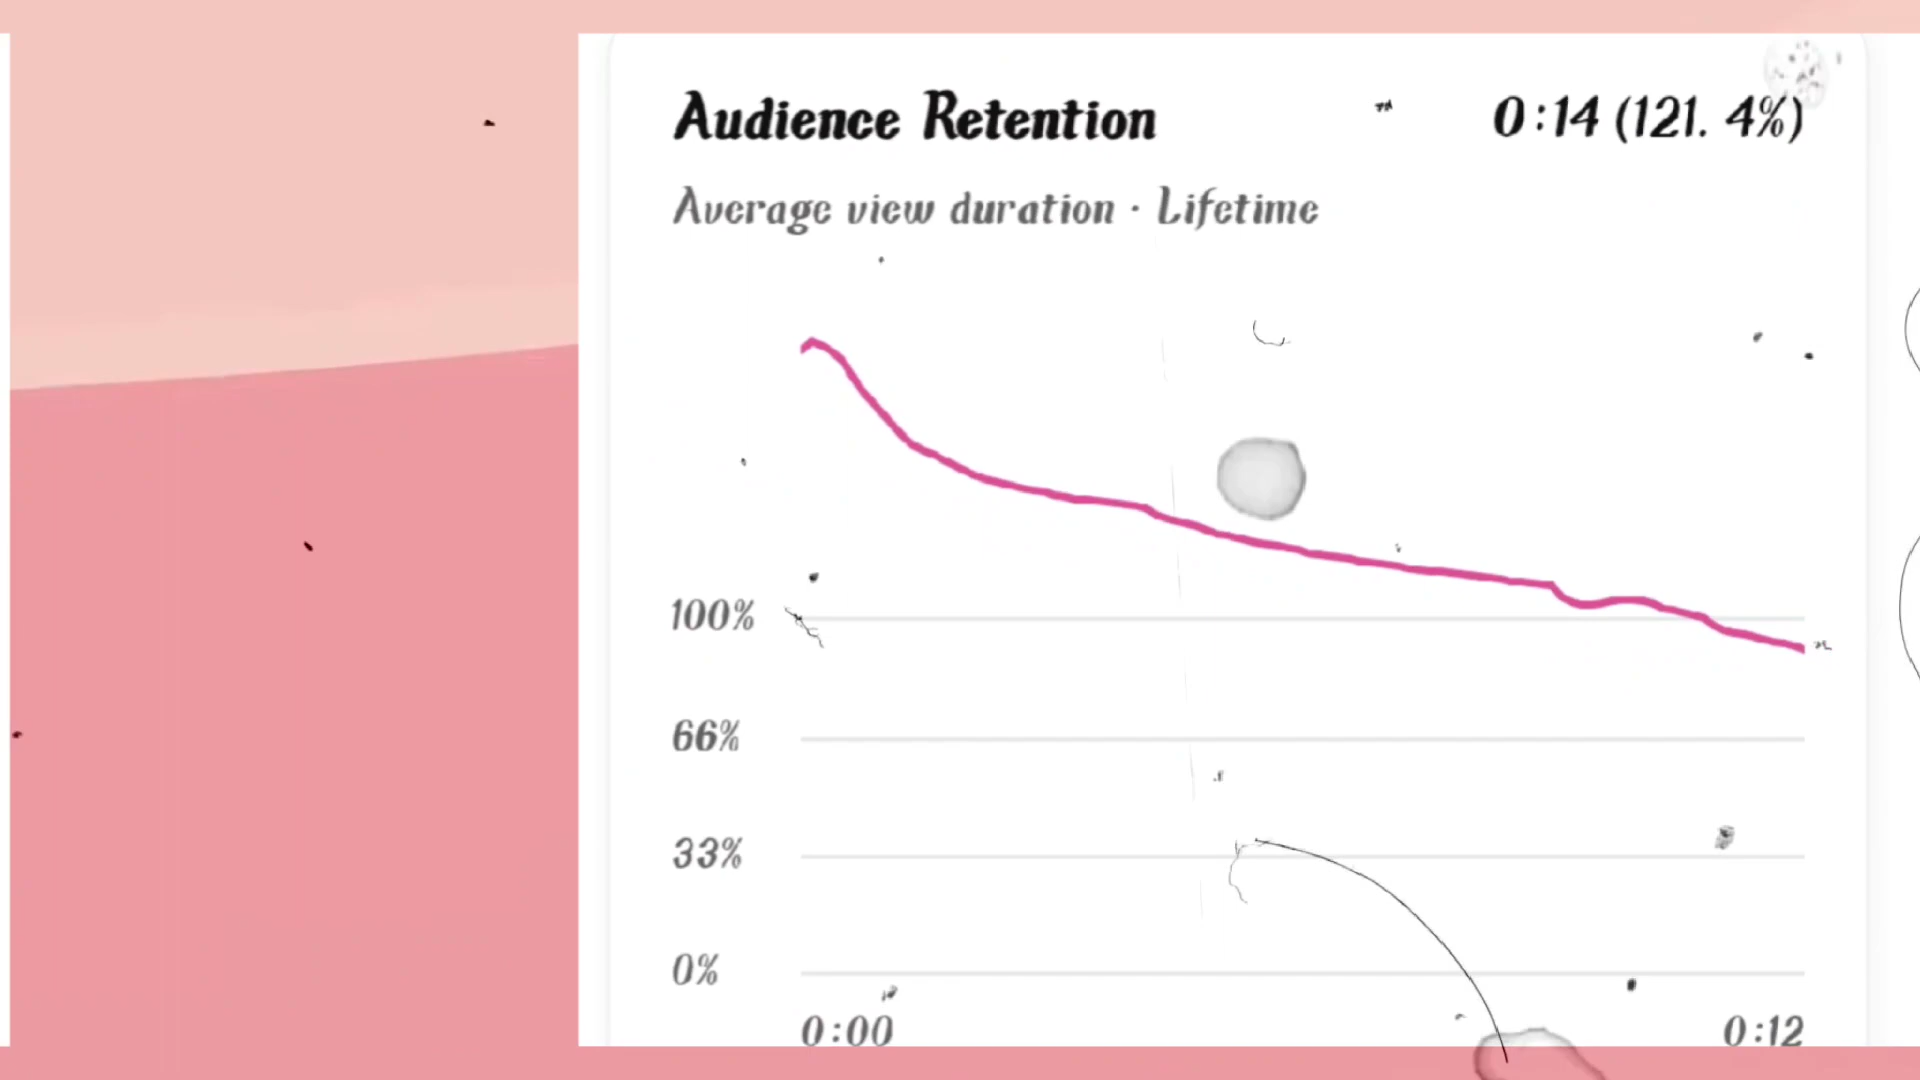 Audience Retention
0:14 (121. 4%)
Average view duration · Lifetime
100%
66%
33%
0%
0:00
0:12